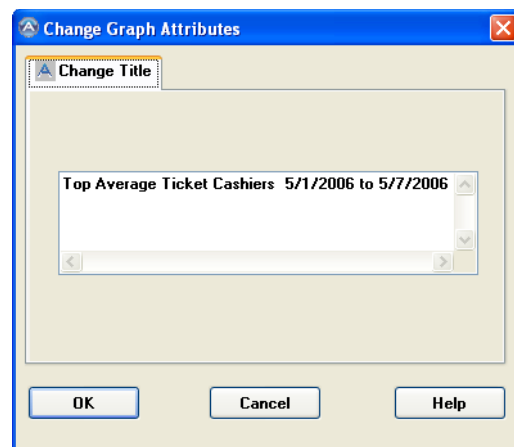 Change Graph Attributes
Change Title
Top Average Ticket Cashiers  5/1/2006 to 5/7/2006
OK Cancel Help